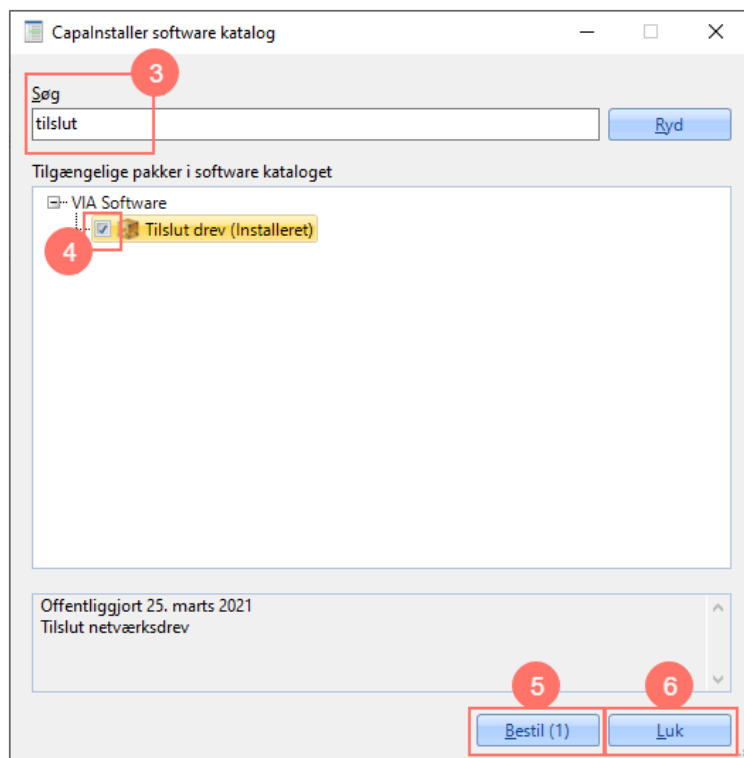 CapaInstaller software katalog
3
Søg
tilslut
Ryd
Tilgængelige pakker i software kataloget
VIA Software
4
Tilslut drev (Installeret)
Offentliggjort 25. marts 2021
Tilslut netværksdrev
5
6
Bestil (1)
Luk